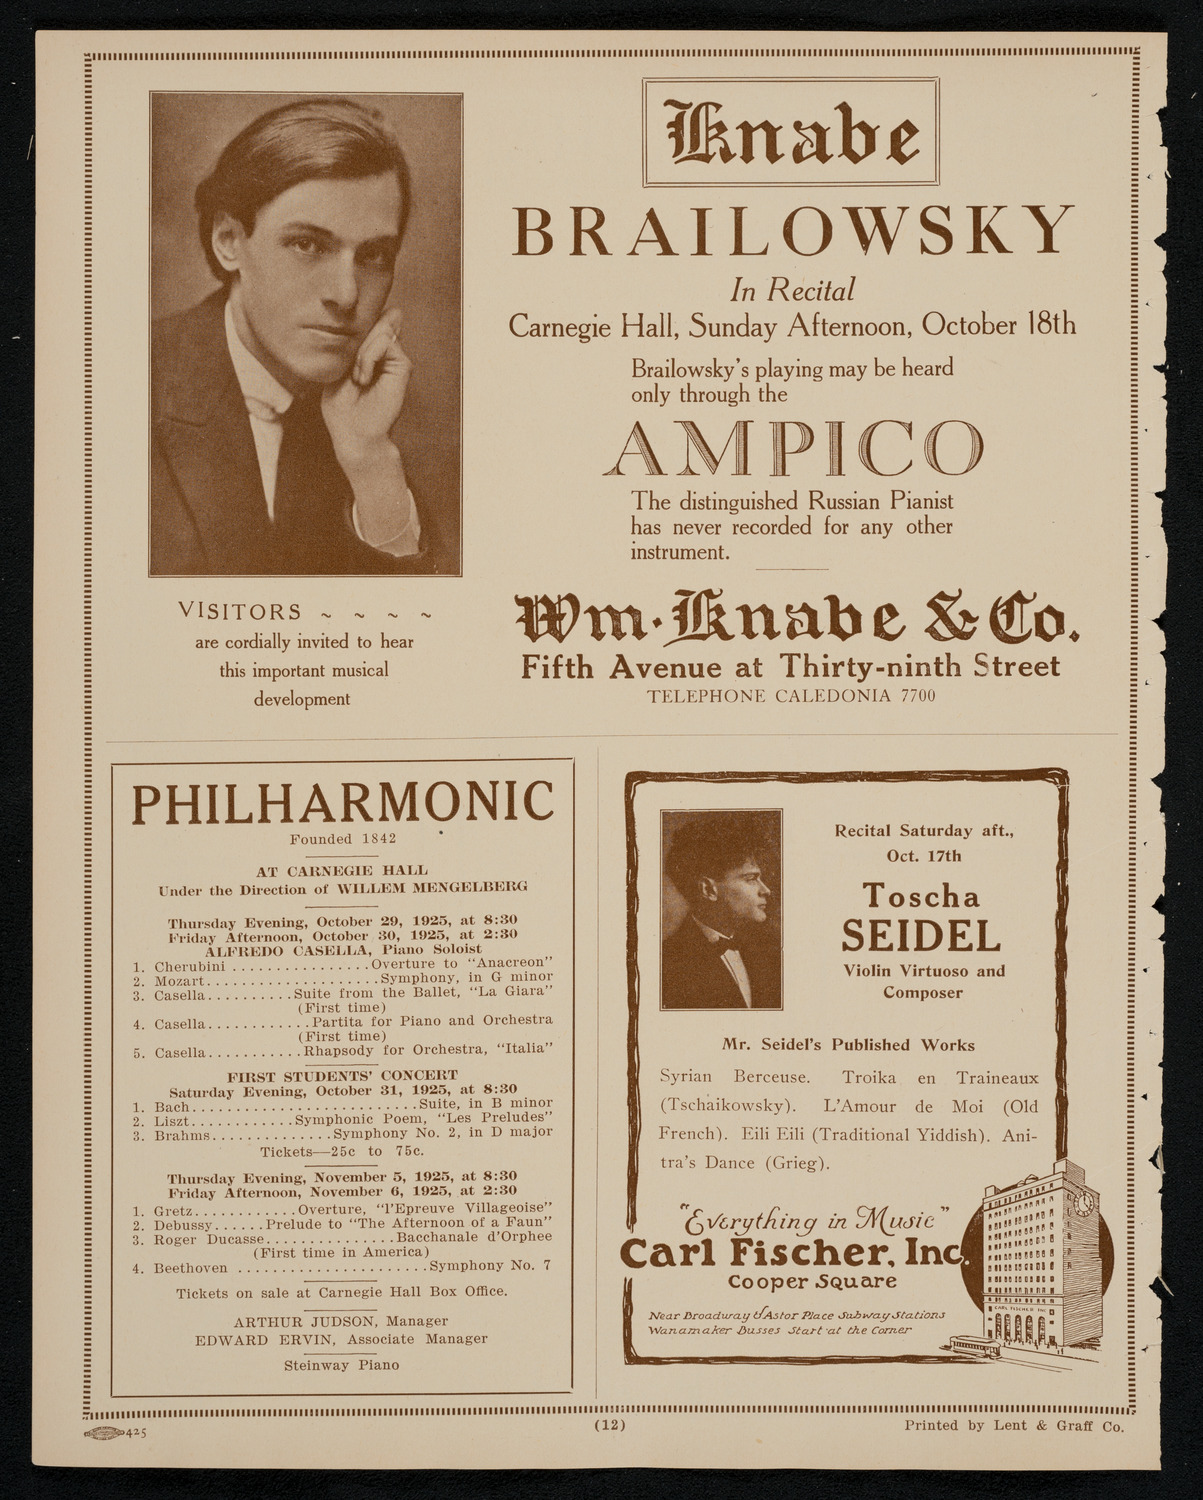 Knabe
BRAILOWSKY
In Recital
Carnegie Hall, Sunday Afternoon, October 18th
Brailowsky's playing may be heard
only through the
AMPICO
The distinguished Russian Pianist
has never recorded for any other
instrument.
VISITORS ~ ~ ~ ~
are cordially invited to hear
this important musical
development
Wm. Knabe & Co.
Fifth Avenue at Thirty-ninth Street
TELEPHONE CALEDONIA 7700
PHILHARMONIC
Founded 1842
AT CARNEGIE HALL
Under the Direction of WILLEM MENGELBERG
Thursday Evening, October 29, 1925, at 8:30
Friday Afternoon, October 30, 1925, at 2:30
ALFREDO CASELLA, Piano Soloist
1. Cherubini ................Overture to "Anacreon"
2. Mozart....................Symphony, in G minor
3. Casella..........Suite from the Ballet, "La Giara"
(First time)
4. Casella............Partita for Piano and Orchestra
(First time)
5. Casella...........Rhapsody for Orchestra, "Italia"
FIRST STUDENTS' CONCERT
Saturday Evening, October 31, 1925, at 8:30
1. Bach..........................Suite, in B minor
2. Liszt............Symphonic Poem, "Les Preludes"
3. Brahms..............Symphony No. 2, in D major
Tickets—25c to 75c.
Thursday Evening, November 5, 1925, at 8:30
Friday Afternoon, November 6, 1925, at 2:30
1. Gretz............Overture, "l'Epreuve Villageoise"
2. Debussy......Prelude to "The Afternoon of a Faun"
3. Roger Ducasse...............Bacchanale d'Orphee
(First time in America)
4. Beethoven ......................Symphony No. 7
Tickets on sale at Carnegie Hall Box Office.
ARTHUR JUDSON, Manager
EDWARD ERVIN, Associate Manager
Steinway Piano
Recital Saturday aft.,
Oct. 17th
Toscha
SEIDEL
Violin Virtuoso and
Composer
Mr. Seidel's Published Works
Syrian Berceuse. Troika en Traineaux
(Tschaikowsky). L'Amour de Moi (Old
French). Eili Eili (Traditional Yiddish). Ani-
tra's Dance (Grieg).
"Everything in Music"
Carl Fischer, Inc.
Cooper Square
CARL FISCHER INC
Near Broadway & Astor Place Subway Stations
Wanamaker Busses Start at the Corner
425
(12)
Printed by Lent & Graff Co.